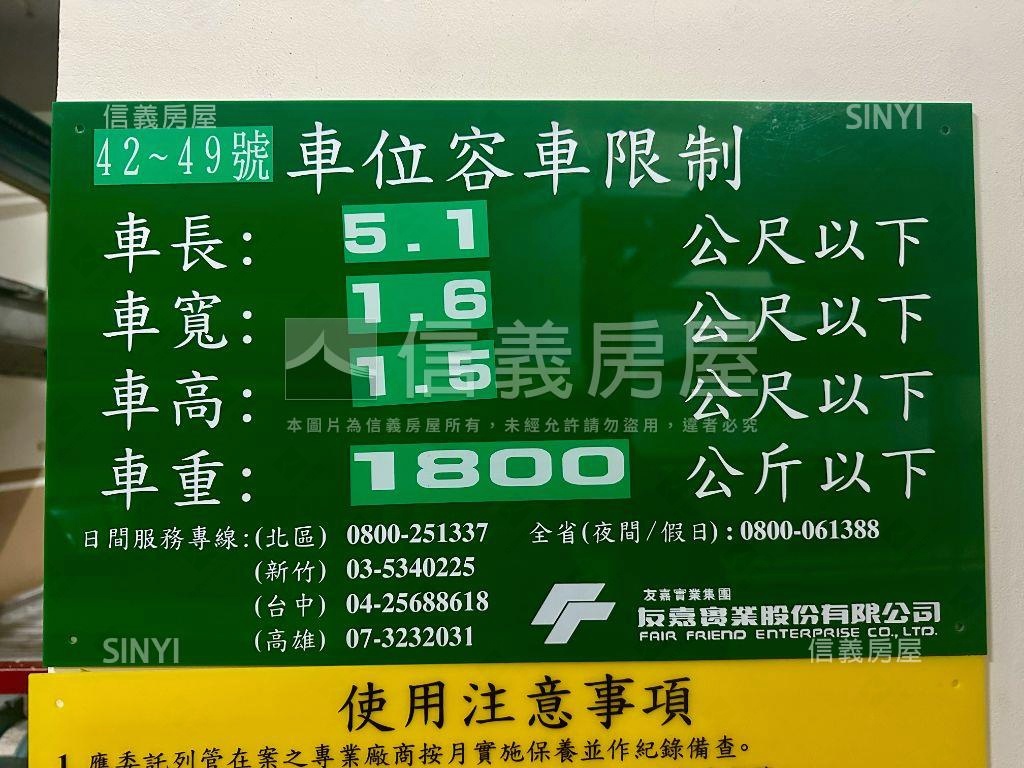 信義房屋
SINYI
42~49號 車位容車限制
車長: 5.1 公尺以下
車寬: 1.6 公尺以下
車高: 1.5 公尺以下
信義房屋
本圖片為信義房屋所有，未經允許請勿盜用，違者必究
車重: 1800 公斤以下
日間服務專線:(北區) 0800-251337 全省(夜間/假日):0800-061388
(新竹) 03-5340225
(台中) 04-25688618
(高雄) 07-3232031
友嘉實業集團
友嘉實業股份有限公司
FAIR FRIEND ENTERPRISE CO., LTD.
SINYI
信義房屋
使用注意事項
1. 應委託列管在案之專業廠商按月實施保養並作紀錄備查。